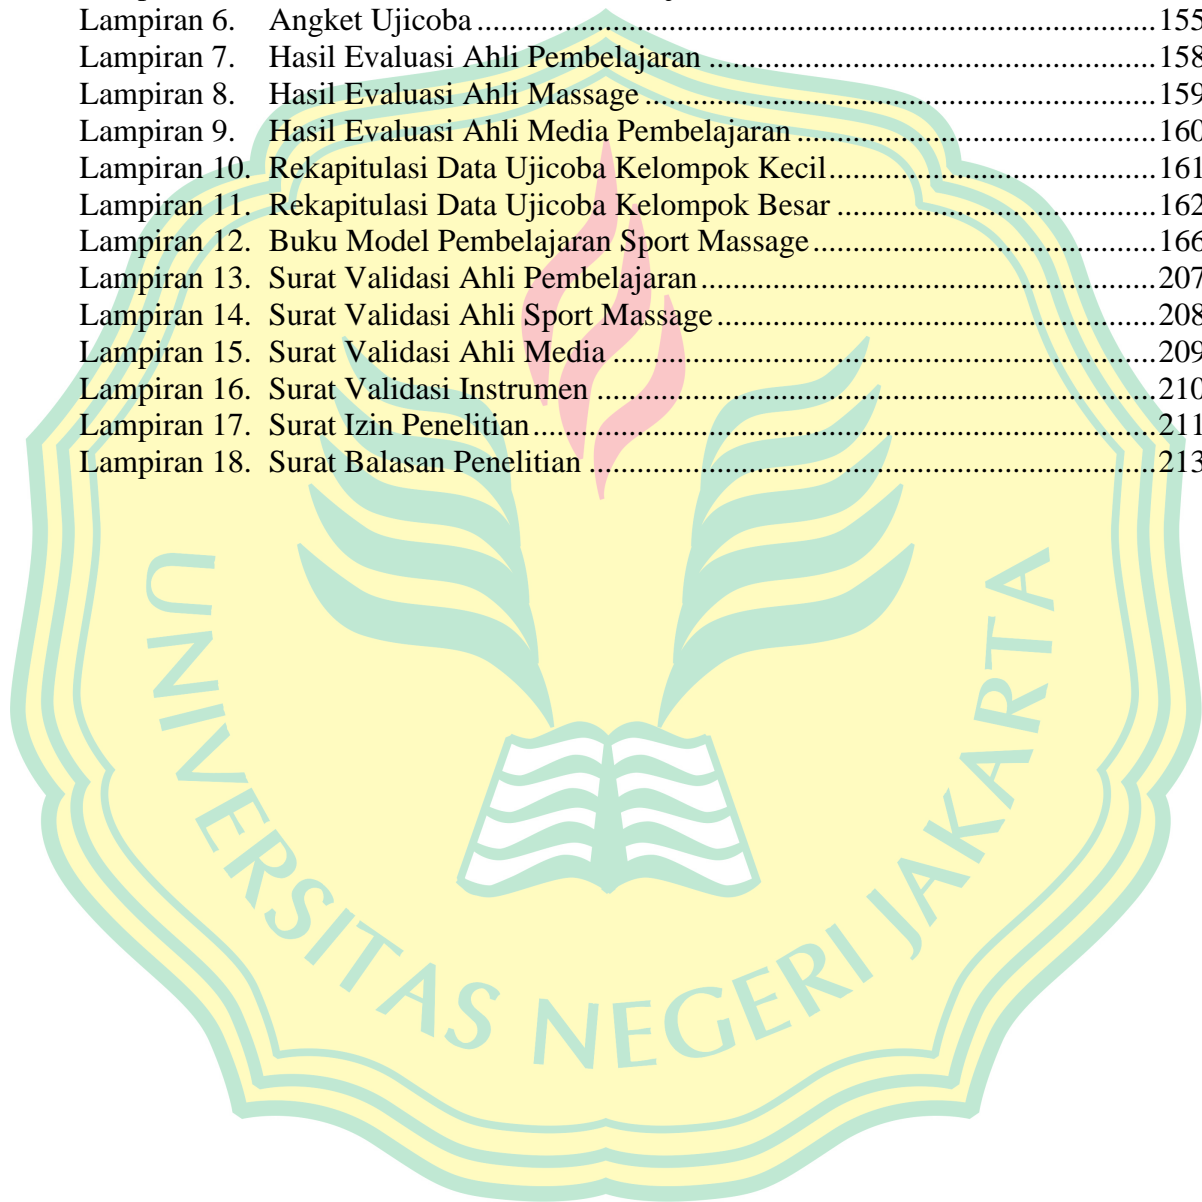 Lampiran 6. Angket Ujicoba ........................................ 155
Lampiran 7. Hasil Evaluasi Ahli Pembelajaran ........................................ 158
Lampiran 8. Hasil Evaluasi Ahli Massage ........................................ 159
Lampiran 9. Hasil Evaluasi Ahli Media Pembelajaran ........................................ 160
Lampiran 10. Rekapitulasi Data Ujicoba Kelompok Kecil ........................................ 161
Lampiran 11. Rekapitulasi Data Ujicoba Kelompok Besar ........................................ 162
Lampiran 12. Buku Model Pembelajaran Sport Massage ........................................ 166
Lampiran 13. Surat Validasi Ahli Pembelajaran ........................................ 207
Lampiran 14. Surat Validasi Ahli Sport Massage ........................................ 208
Lampiran 15. Surat Validasi Ahli Media ........................................ 209
Lampiran 16. Surat Validasi Instrumen ........................................ 210
Lampiran 17. Surat Izin Penelitian ........................................ 211
Lampiran 18. Surat Balasan Penelitian ........................................ 213
UNIVERSITAS NEGERI JAKARTA